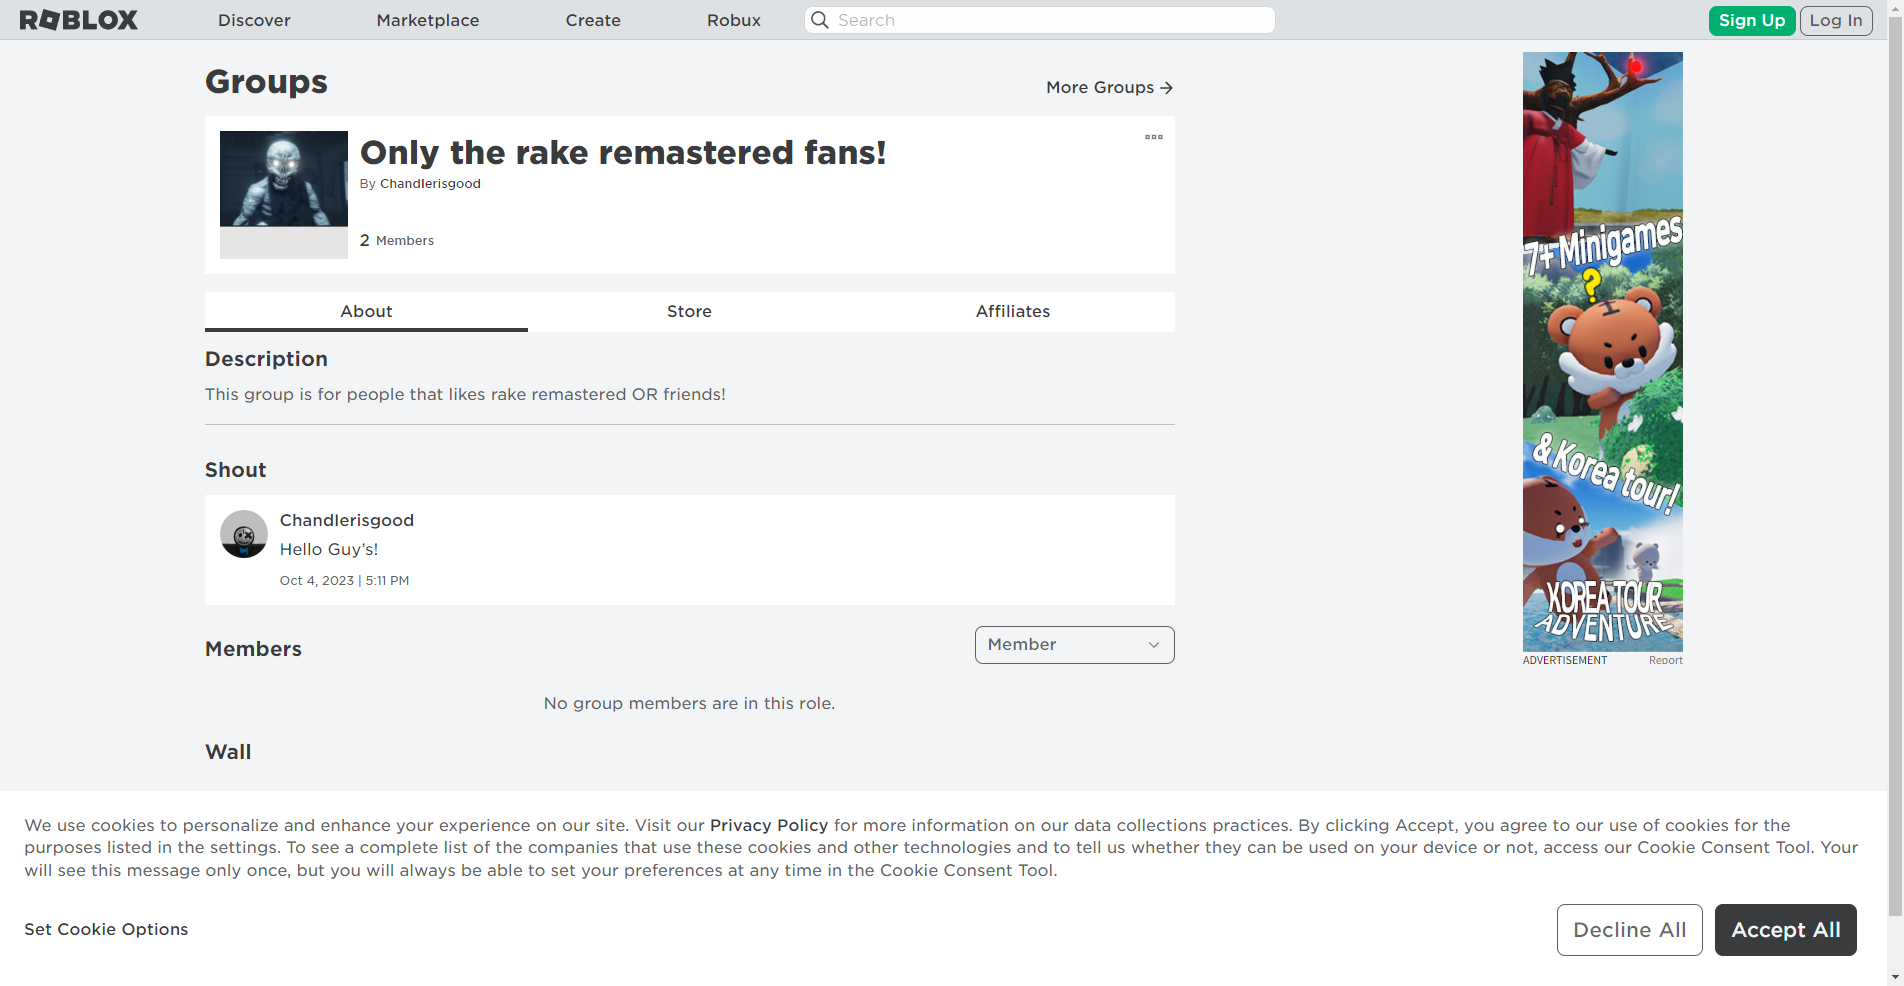 ROBLOX
Discover
Marketplace
Create
Robux
Search
Sign Up
Log In
Groups
More Groups
Only the rake remastered fans!
By Chandlerisgood
2 Members
About
Store
Affiliates
Description
This group is for people that likes rake remastered OR friends!
Shout
Chandlerisgood
Hello Guy's!
Oct 4, 2023 | 5:11 PM
Members
Member
No group members are in this role.
Wall
7+ Minigames
?
& Korea tour!
KOREA TOUR
ADVENTURE
ADVERTISEMENT
Report
We use cookies to personalize and enhance your experience on our site. Visit our Privacy Policy for more information on our data collections practices. By clicking Accept, you agree to our use of cookies for the
purposes listed in the settings. To see a complete list of the companies that use these cookies and other technologies and to tell us whether they can be used on your device or not, access our Cookie Consent Tool. Your
will see this message only once, but you will always be able to set your preferences at any time in the Cookie Consent Tool.
Set Cookie Options
Decline All
Accept All